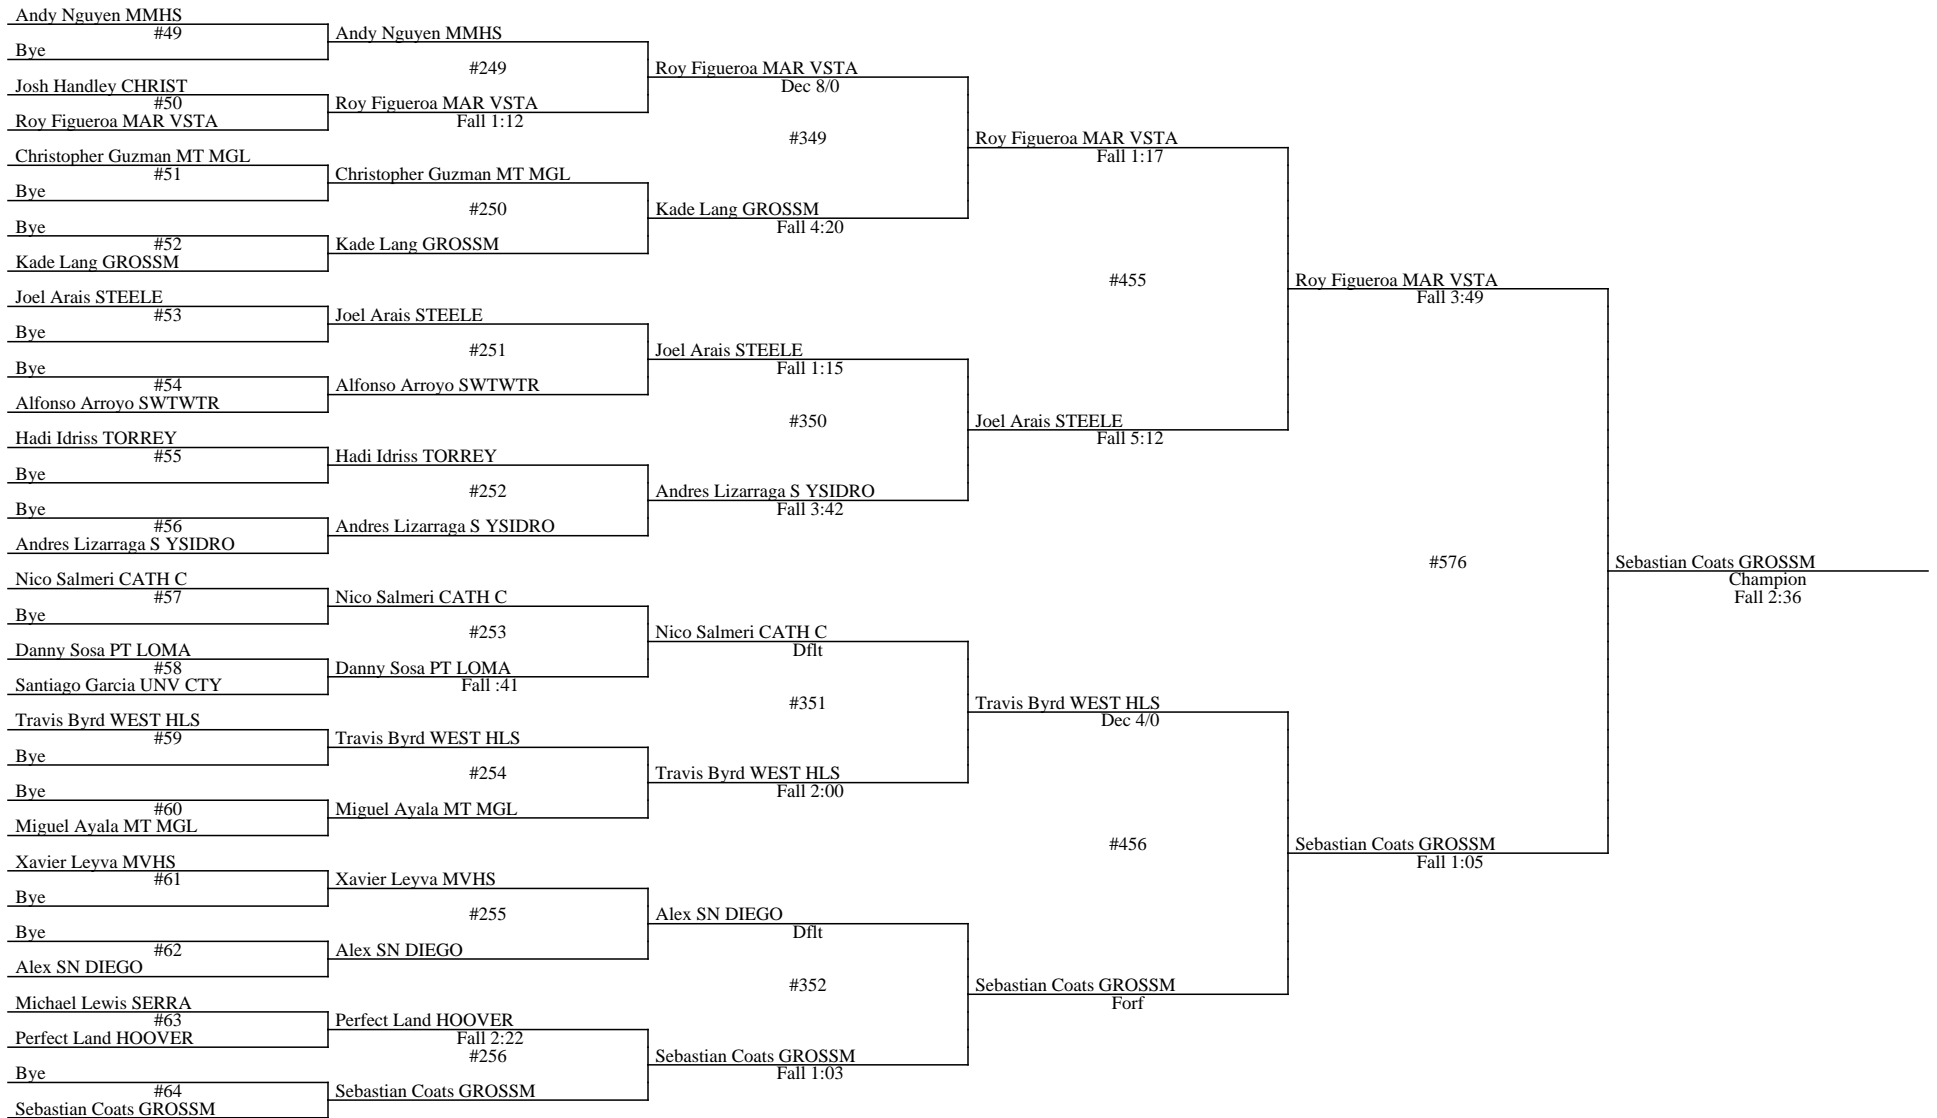 Andy Nguyen MMHS
#49
Bye
Josh Handley CHRIST
#50
Roy Figueroa MAR VSTA
Christopher Guzman MT MGL
#51
Bye
Bye
#52
Kade Lang GROSSM
Joel Arais STEELE
#53
Bye
Bye
#54
Alfonso Arroyo SWTWTR
Hadi Idriss TORREY
#55
Bye
Bye
#56
Andres Lizarraga S YSIDRO
Nico Salmeri CATH C
#57
Bye
Danny Sosa PT LOMA
#58
Santiago Garcia UNV CTY
Travis Byrd WEST HLS
#59
Bye
Bye
#60
Miguel Ayala MT MGL
Xavier Leyva MVHS
#61
Bye
Bye
#62
Alex SN DIEGO
Michael Lewis SERRA
#63
Perfect Land HOOVER
Bye
#64
Sebastian Coats GROSSM
Andy Nguyen MMHS
#249
Roy Figueroa MAR VSTA
Fall 1:12
Christopher Guzman MT MGL
#250
Kade Lang GROSSM
Joel Arais STEELE
#251
Alfonso Arroyo SWTWTR
Hadi Idriss TORREY
#252
Andres Lizarraga S YSIDRO
Nico Salmeri CATH C
#253
Danny Sosa PT LOMA
Fall :41
Travis Byrd WEST HLS
#254
Miguel Ayala MT MGL
Xavier Leyva MVHS
#255
Alex SN DIEGO
Perfect Land HOOVER
Fall 2:22
#256
Sebastian Coats GROSSM
Roy Figueroa MAR VSTA
Dec 8/0
#349
Kade Lang GROSSM
Fall 4:20
Joel Arais STEELE
Fall 1:15
#350
Andres Lizarraga S YSIDRO
Fall 3:42
Nico Salmeri CATH C
Dflt
#351
Travis Byrd WEST HLS
Fall 2:00
Alex SN DIEGO
Dflt
#352
Sebastian Coats GROSSM
Fall 1:03
Roy Figueroa MAR VSTA
Fall 1:17
#455
Joel Arais STEELE
Fall 5:12
Travis Byrd WEST HLS
Dec 4/0
#456
Sebastian Coats GROSSM
Forf
Roy Figueroa MAR VSTA
Fall 3:49
#576
Sebastian Coats GROSSM
Fall 1:05
Sebastian Coats GROSSM
Champion
Fall 2:36